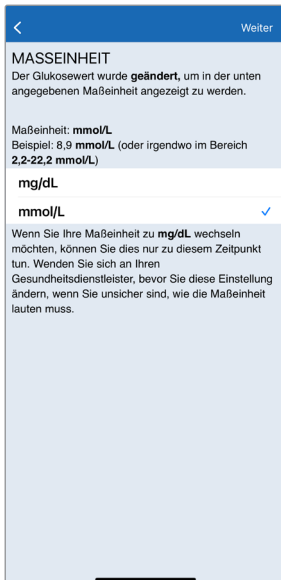 Weiter
MASSEINHEIT
Der Glukosewert wurde geändert, um in der unten
angegebenen Maßeinheit angezeigt zu werden.
Maßeinheit: mmol/L
Beispiel: 8,9 mmol/L (oder irgendwo im Bereich
2,2-22,2 mmol/L)
mg/dL
mmol/L
Wenn Sie Ihre Maßeinheit zu mg/dL wechseln
möchten, können Sie dies nur zu diesem Zeitpunkt
tun. Wenden Sie sich an Ihren
Gesundheitsdienstleister, bevor Sie diese Einstellung
ändern, wenn Sie unsicher sind, wie die Maßeinheit
lauten muss.